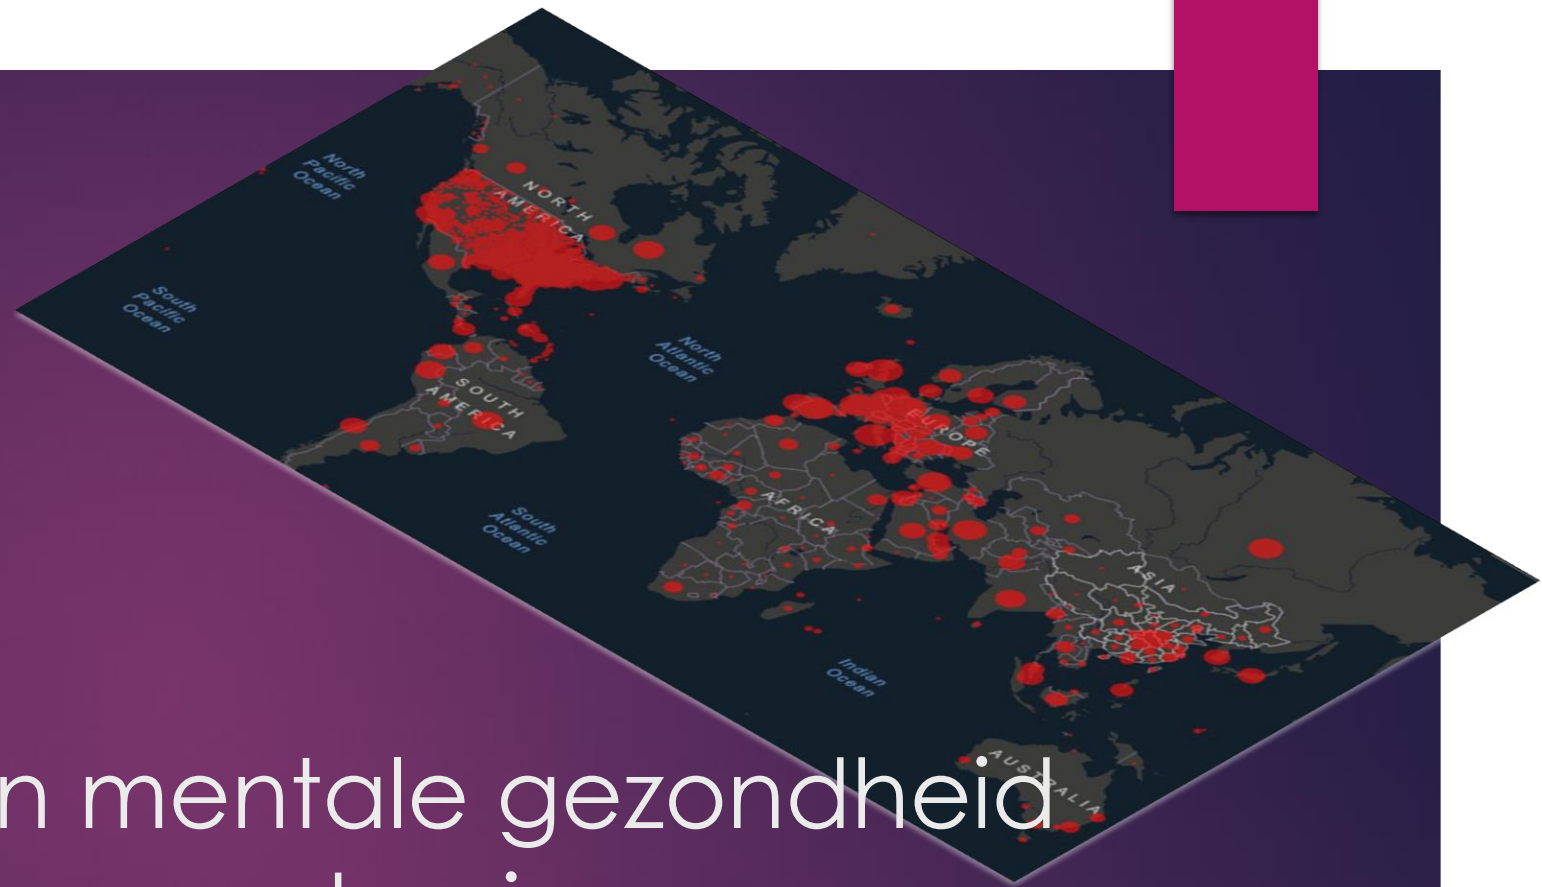 North
Pacific
Ocean
NORTH
AMERICA
South
Pacific
Ocean
North
Atlantic
Ocean
SOUTH
AMERICA
EUROPE
AFRICA
South
Atlantic
Ocean
ASIA
Indian
Ocean
AUSTRALIA
n mentale gezondheid